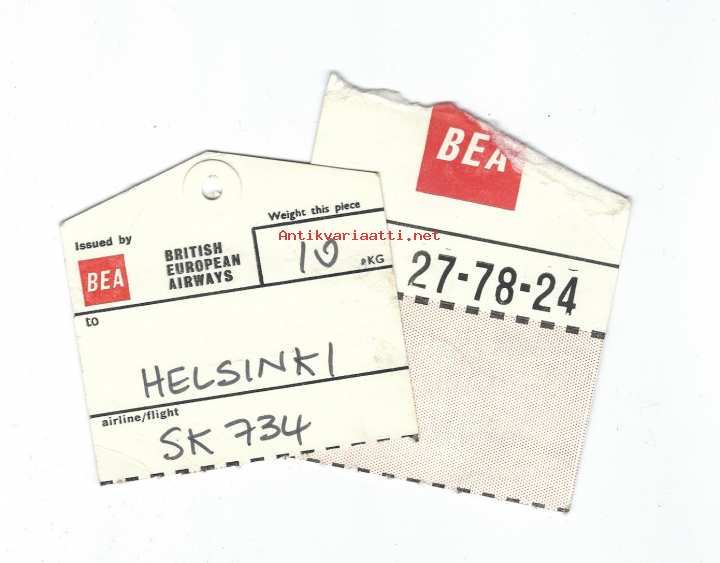 Issued by
BEA
BRITISH
EUROPEAN
AIRWAYS
Weight this piece
10 KG
to
HELSINKI
airline/flight
SK 734
BEA
27-78-24
Antikvariaatti.net